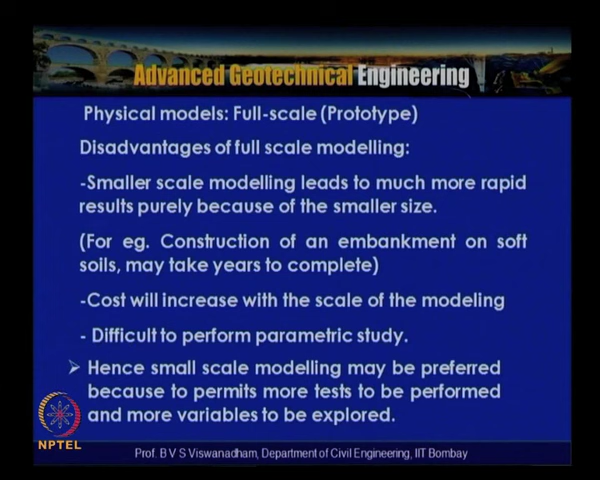 Advanced Geotechnical Engineering
Physical models: Full-scale (Prototype)
Disadvantages of full scale modelling:
-Smaller scale modelling leads to much more rapid
results purely because of the smaller size.
(For eg. Construction of an embankment on soft
soils, may take years to complete)
-Cost will increase with the scale of the modeling
- Difficult to perform parametric study.
➢ Hence small scale modelling may be preferred
because to permits more tests to be performed
and more variables to be explored.
NPTEL
Prof. B V S Viswanadham, Department of Civil Engineering, IIT Bombay